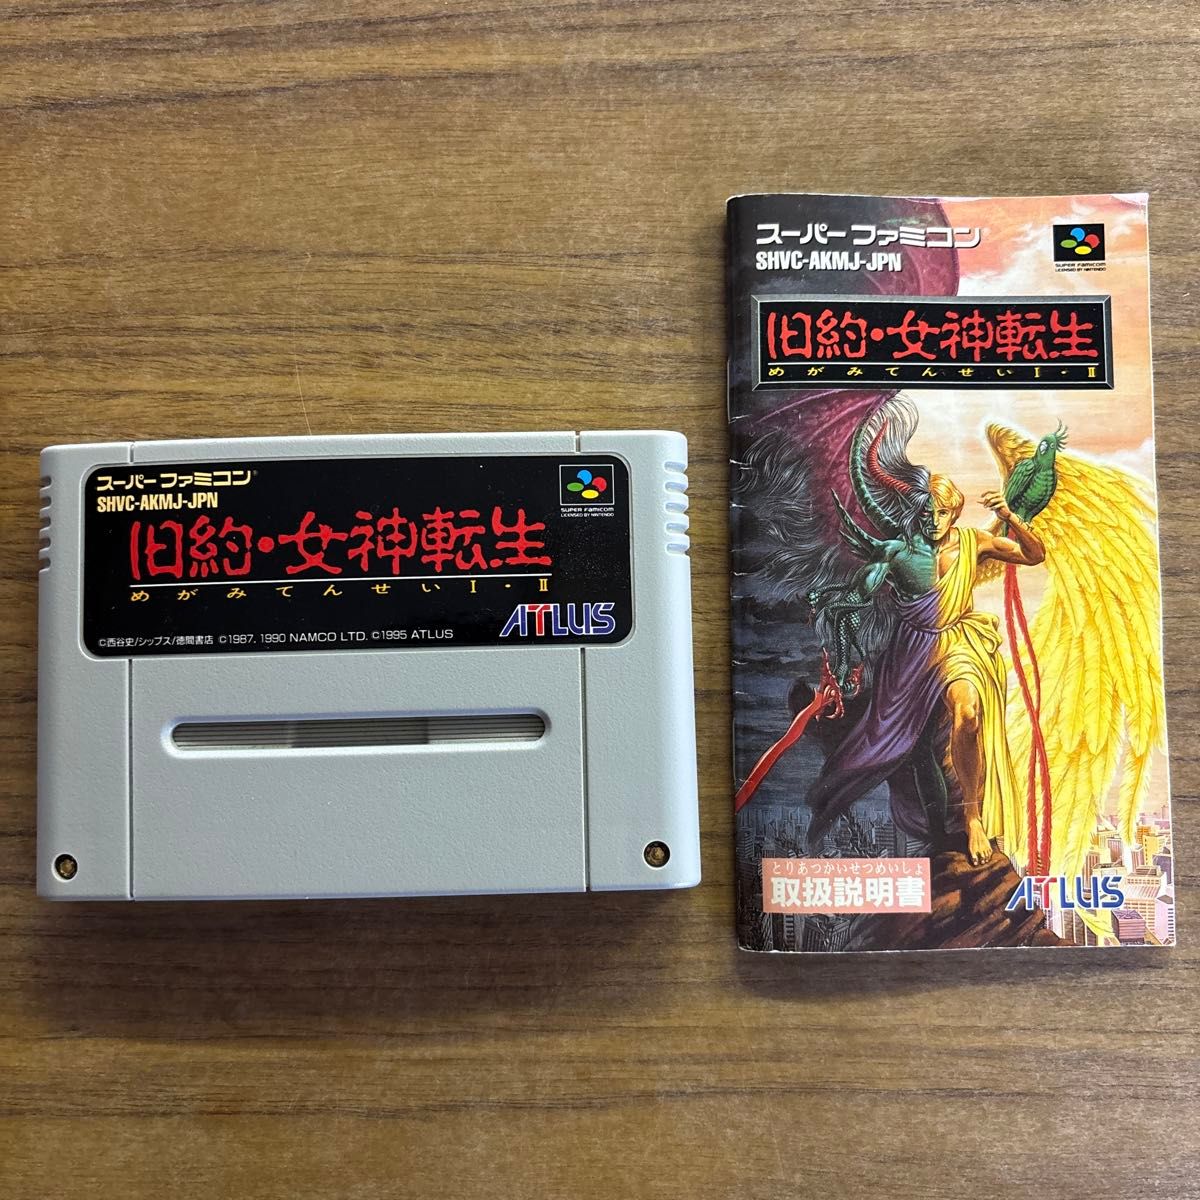 スーパーファミコン®
SHVC-AKMJ-JPN
SUPER FAMICOM
LICENSED BY NINTENDO
旧約・女神転生
めがみてんせいI・II
ATLUS
©西谷史/シップス/徳間書店 ©1987, 1990 NAMCO LTD. ©1995 ATLUS
スーパーファミコン®
SHVC-AKMJ-JPN
SUPER FAMICOM
LICENSED BY NINTENDO
旧約・女神転生
めがみてんせいI・II
とりあつかいせつめいしょ
取扱説明書
ATLUS